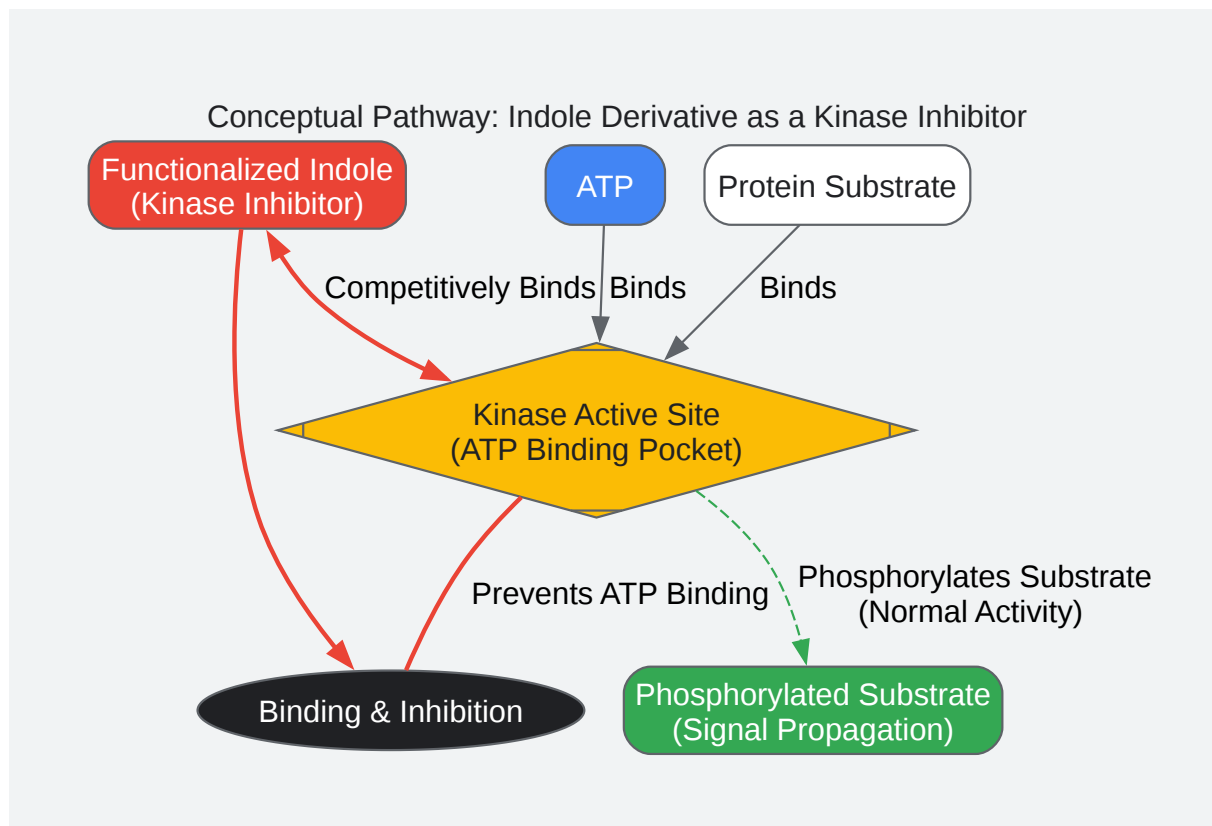 Conceptual Pathway: Indole Derivative as a Kinase Inhibitor
Functionalized Indole
(Kinase Inhibitor)
ATP
Protein Substrate
Competitively Binds
Binds
Binds
Kinase Active Site
(ATP Binding Pocket)
Prevents ATP Binding
Phosphorylates Substrate
(Normal Activity)
Binding & Inhibition
Phosphorylated Substrate
(Signal Propagation)